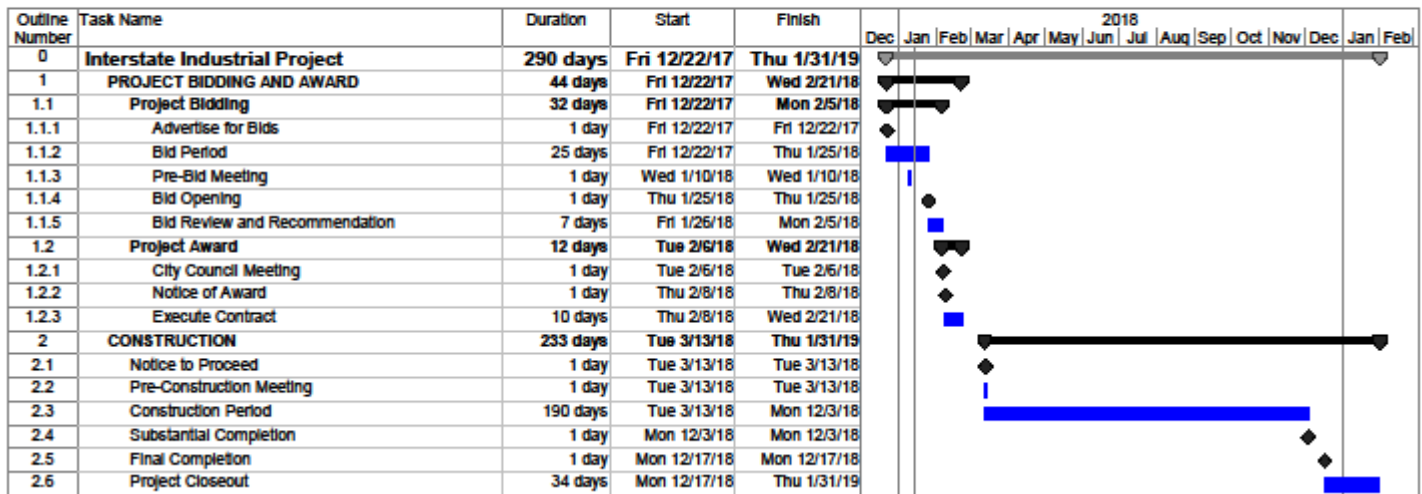 Outline Number Task Name Duration Start Finish 2018
Dec Jan Feb Mar Apr May Jun Jul Aug Sep Oct Nov Dec Jan Feb
0 Interstate Industrial Project 290 days Fri 12/22/17 Thu 1/31/19
1 PROJECT BIDDING AND AWARD 44 days Fri 12/22/17 Wed 2/21/18
1.1 Project Bidding 32 days Fri 12/22/17 Mon 2/5/18
1.1.1 Advertise for Bids 1 day Fri 12/22/17 Fri 12/22/17
1.1.2 Bid Period 25 days Fri 12/22/17 Thu 1/25/18
1.1.3 Pre-Bid Meeting 1 day Wed 1/10/18 Wed 1/10/18
1.1.4 Bid Opening 1 day Thu 1/25/18 Thu 1/25/18
1.1.5 Bid Review and Recommendation 7 days Fri 1/26/18 Mon 2/5/18
1.2 Project Award 12 days Tue 2/6/18 Wed 2/21/18
1.2.1 City Council Meeting 1 day Tue 2/6/18 Tue 2/6/18
1.2.2 Notice of Award 1 day Thu 2/8/18 Thu 2/8/18
1.2.3 Execute Contract 10 days Thu 2/8/18 Wed 2/21/18
2 CONSTRUCTION 233 days Tue 3/13/18 Thu 1/31/19
2.1 Notice to Proceed 1 day Tue 3/13/18 Tue 3/13/18
2.2 Pre-Construction Meeting 1 day Tue 3/13/18 Tue 3/13/18
2.3 Construction Period 190 days Tue 3/13/18 Mon 12/3/18
2.4 Substantial Completion 1 day Mon 12/3/18 Mon 12/3/18
2.5 Final Completion 1 day Mon 12/17/18 Mon 12/17/18
2.6 Project Closeout 34 days Mon 12/17/18 Thu 1/31/19